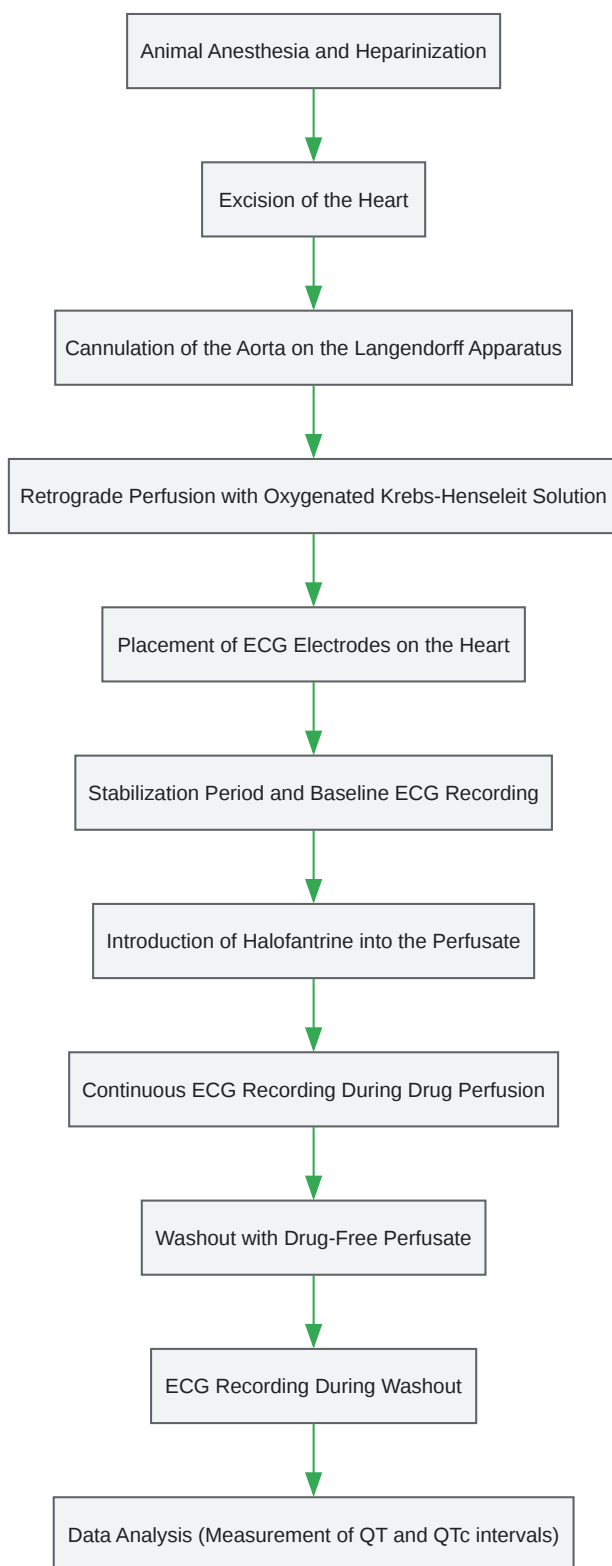 Animal Anesthesia and Heparinization
Excision of the Heart
Cannulation of the Aorta on the Langendorff Apparatus
Retrograde Perfusion with Oxygenated Krebs-Henseleit Solution
Placement of ECG Electrodes on the Heart
Stabilization Period and Baseline ECG Recording
Introduction of Halofantrine into the Perfusate
Continuous ECG Recording During Drug Perfusion
Washout with Drug-Free Perfusate
ECG Recording During Washout
Data Analysis (Measurement of QT and QTc intervals)